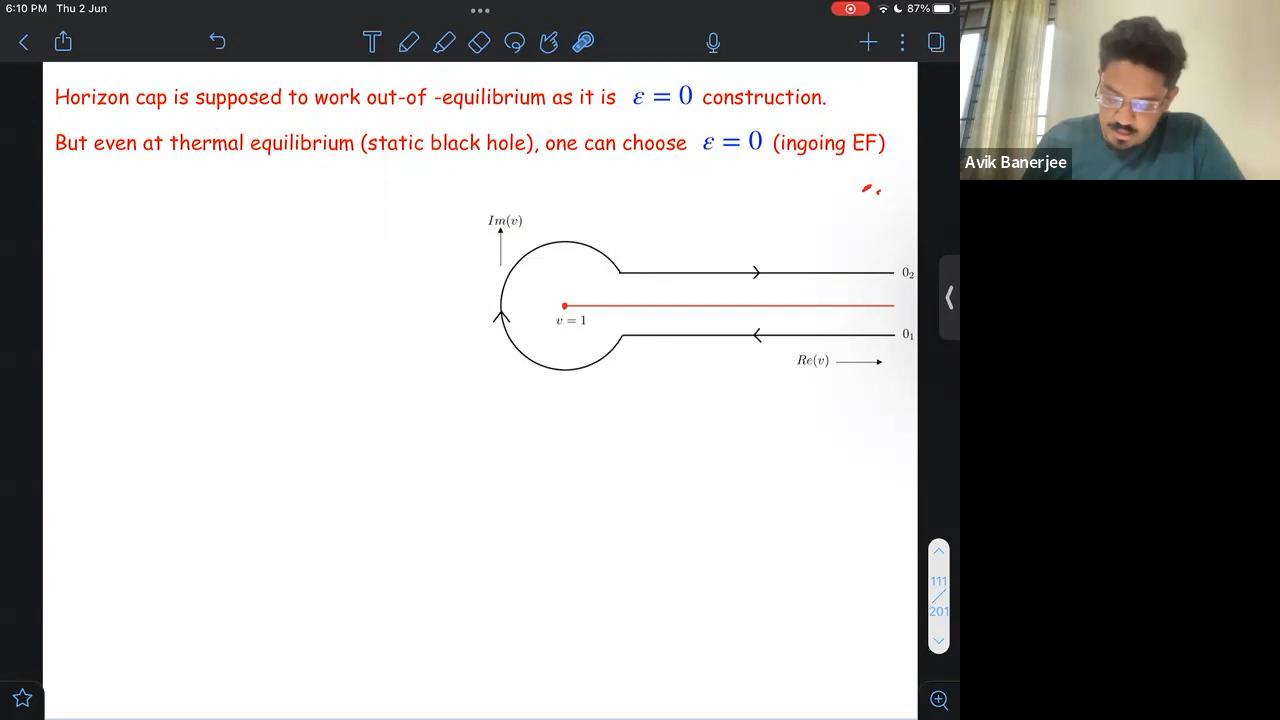 6:10 PM Thu 2 Jun
87%
Horizon cap is supposed to work out-of -equilibrium as it is ε = 0 construction.
But even at thermal equilibrium (static black hole), one can choose ε = 0 (ingoing EF)
Avik Banerjee
Im(v)
0₂
v = 1
0₁
Re(v)
111
201